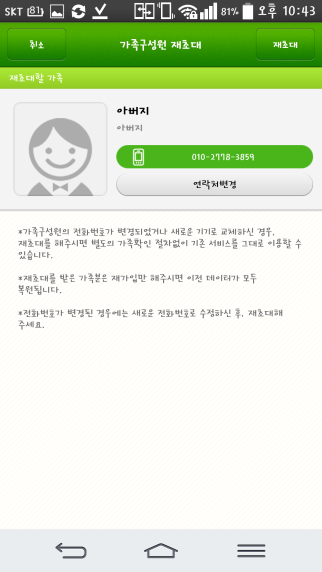 SKT 81 81% 오후 10:43
취소 가족구성원 재초대 재초대
재초대할 가족
아버지
아버지
010-2778-3859
연락처변경
*가족구성원의 전화번호가 변경되었거나 새로운 기기로 교체하신 경우,
재초대를 해주시면 별도의 가족확인 절차없이 기존 서비스를 그대로 이용할 수
있습니다.
*재초대를 받은 가족분은 재가입만 해주시면 이전 데이터가 모두
복원됩니다.
*전화번호가 변경된 경우에는 새로운 전화번호로 수정하신 후, 재초대해
주세요.